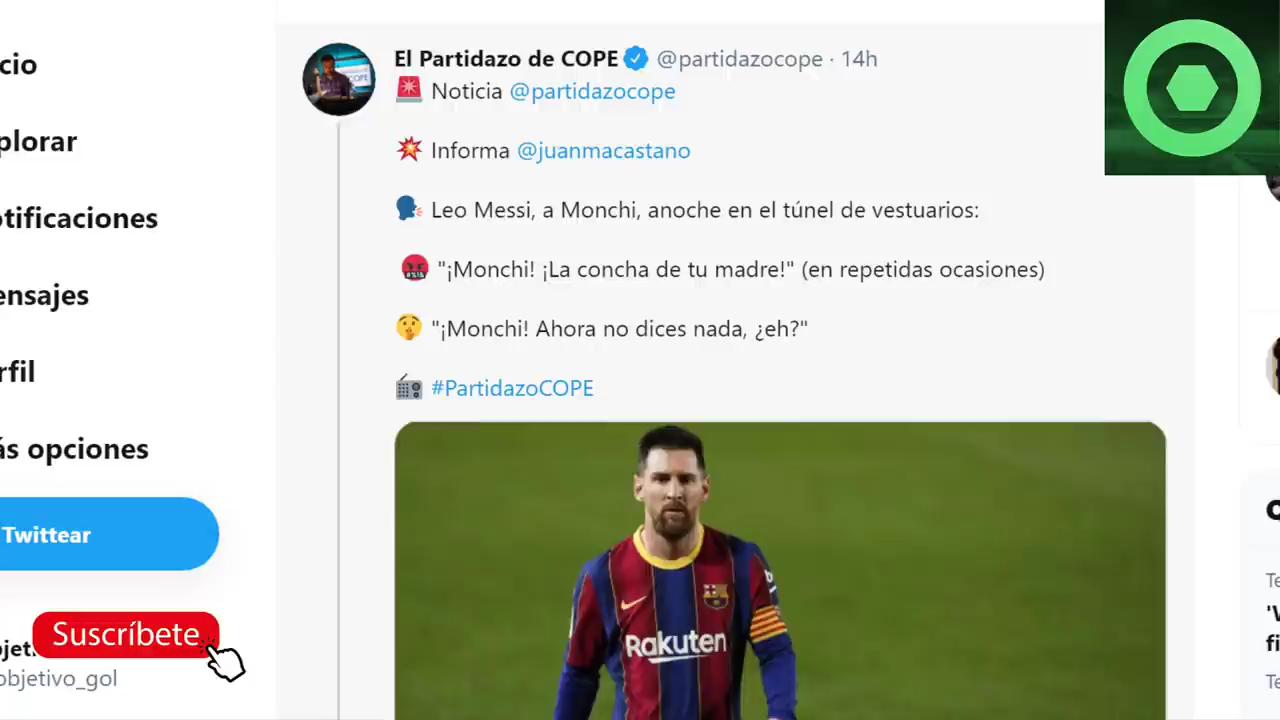 cio
plorar
otificaciones
ensajes
rfil
ás opciones
Twittear
Suscríbete
ojet
objetivo_gol
El Partidazo de COPE @partidazocope · 14h
Noticia @partidazocope
Informa @juanmacastano
Leo Messi, a Monchi, anoche en el túnel de vestuarios:
"¡Monchi! ¡La concha de tu madre!" (en repetidas ocasiones)
"¡Monchi! Ahora no dices nada, ¿eh?"
#PartidazoCOPE
Rakuten